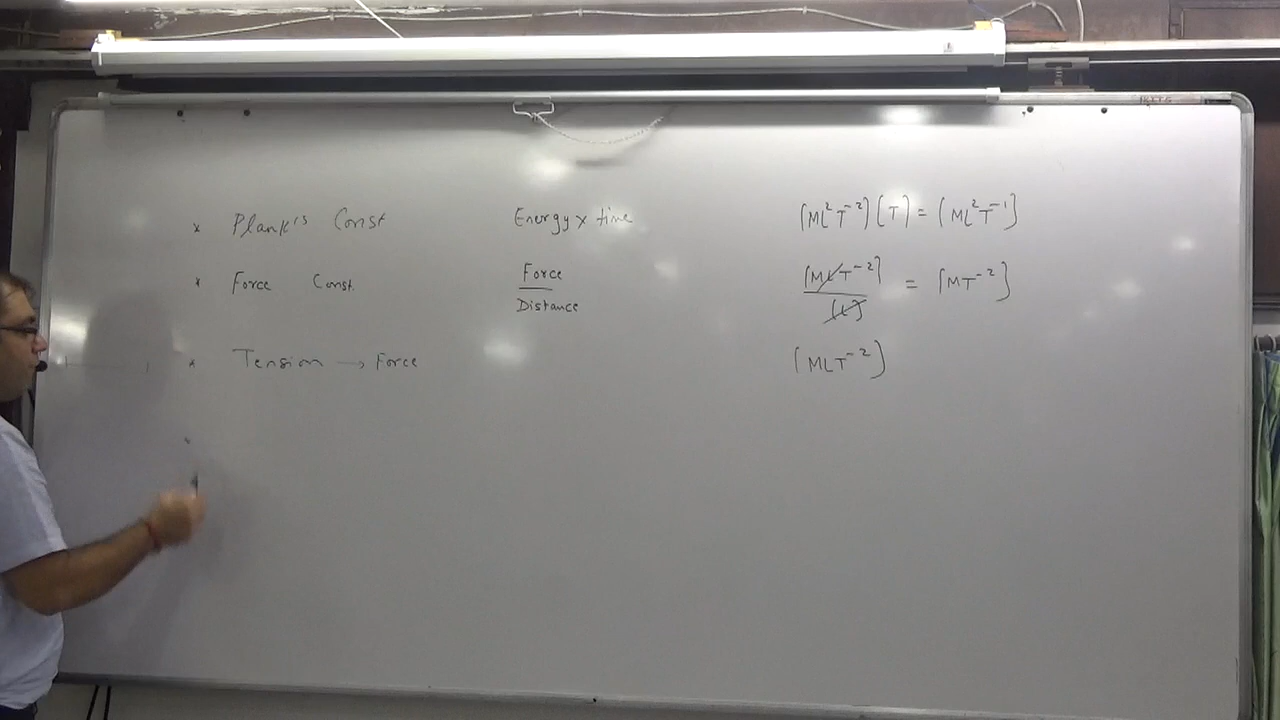 * Plank's Const Energy × time [ML²T⁻²][T] = [ML²T⁻¹]
* Force Const. Force / Distance [MLT⁻²] / [L] = [MT⁻²]
* Tension → Force [MLT⁻²]
*